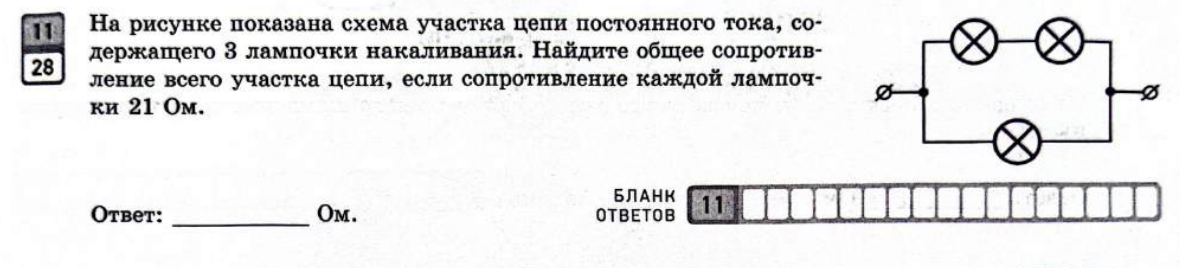 11
28
На рисунке показана схема участка цепи постоянного тока, со-
держащего 3 лампочки накаливания. Найдите общее сопротив-
ление всего участка цепи, если сопротивление каждой лампоч-
ки 21 Ом.
Ответ: ____________ Ом.
БЛАНК
ОТВЕТОВ
11